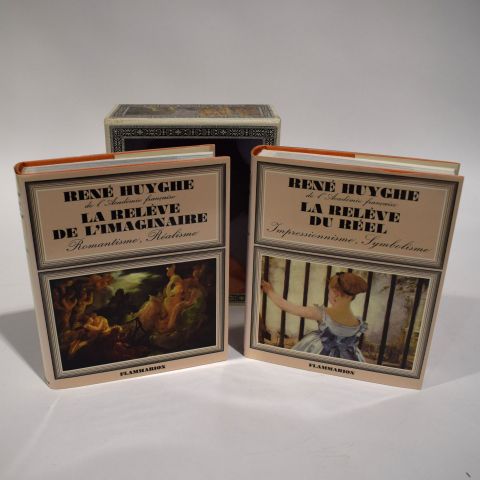 RENÉ HUYGHE
de l'Académie française
LA RELÈVE
DE L'IMAGINAIRE
Romantisme, Réalisme
FLAMMARION
RENÉ HUYGHE
de l'Académie française
LA RELÈVE
DU RÉEL
Impressionnisme, Symbolisme
FLAMMARION